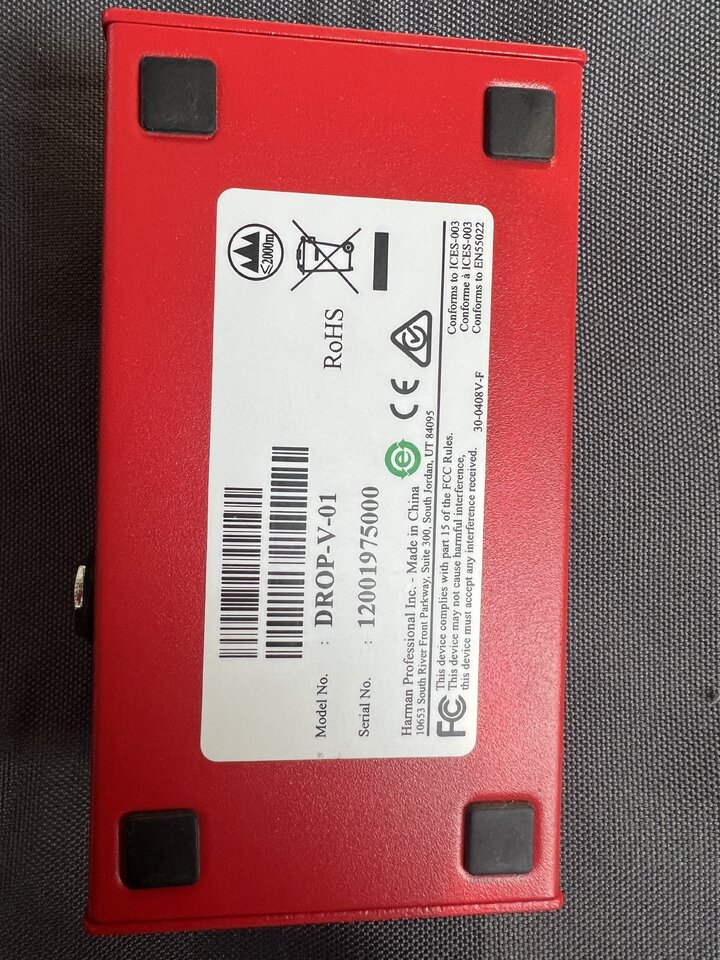 ≤2000m
RoHS
Model No. : DROP-V-01
Serial No. : 12001975000
Harman Professional Inc. - Made in China
10653 South River Front Parkway, Suite 300, South Jordan, UT 84095
e
CE
FC
This device complies with part 15 of the FCC Rules.
This device may not cause harmful interference,
this device must accept any interference received.
30-0408V-F
Conforms to ICES-003
Conforme à ICES-003
Conforms to EN55022